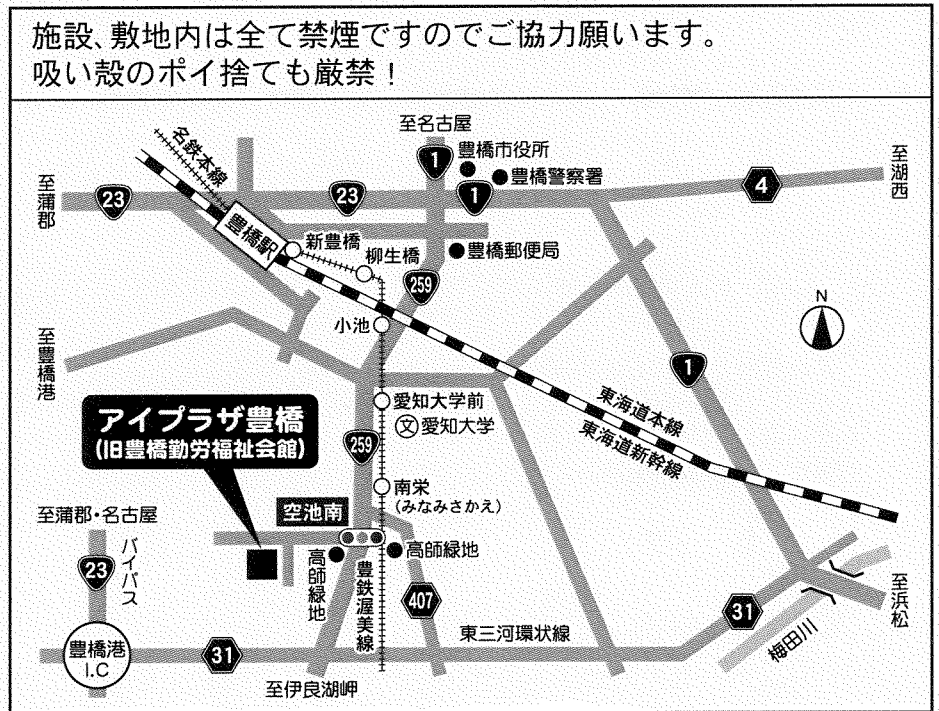 施設、敷地内は全て禁煙ですのでご協力願います。
吸い殻のポイ捨ても厳禁！
至名古屋
名鉄本線
1
豊橋市役所
豊橋警察署
至湖西
至蒲郡
23
23
1
4
豊橋駅
新豊橋
柳生橋
豊橋郵便局
259
N
小池
至豊橋港
1
愛知大学前
文 愛知大学
東海道本線
東海道新幹線
アイプラザ豊橋
(旧豊橋勤労福祉会館)
259
南栄
(みなみさかえ)
空池南
至蒲郡・名古屋
バイパス
23
高師緑地
高師緑地
豊鉄渥美線
407
31
至浜松
梅田川
豊橋港
I.C
31
東三河環状線
至伊良湖岬